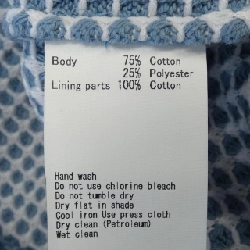 Body 75% Cotton
25% Polyester
Lining parts 100% Cotton
Hand wach
Do not use chlorine bleach
Do not tumble dry
Dry flat in shade
Cool iron Use press cloth
Dry clean (Petroleum)
Wet clean